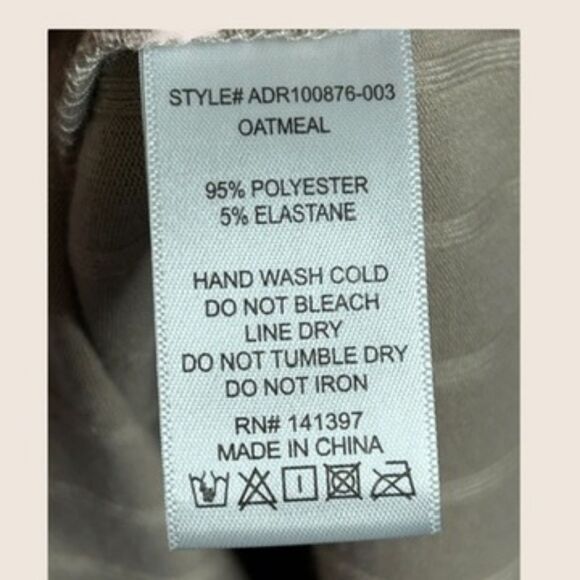 STYLE# ADR100876-003
OATMEAL
95% POLYESTER
5% ELASTANE
HAND WASH COLD
DO NOT BLEACH
LINE DRY
DO NOT TUMBLE DRY
DO NOT IRON
RN# 141397
MADE IN CHINA